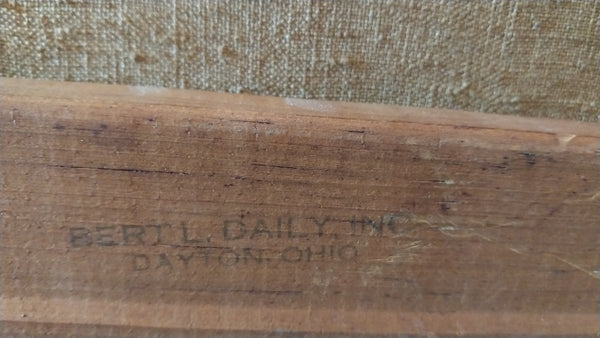 BERT L. DAILY, INC.
DAYTON, OHIO